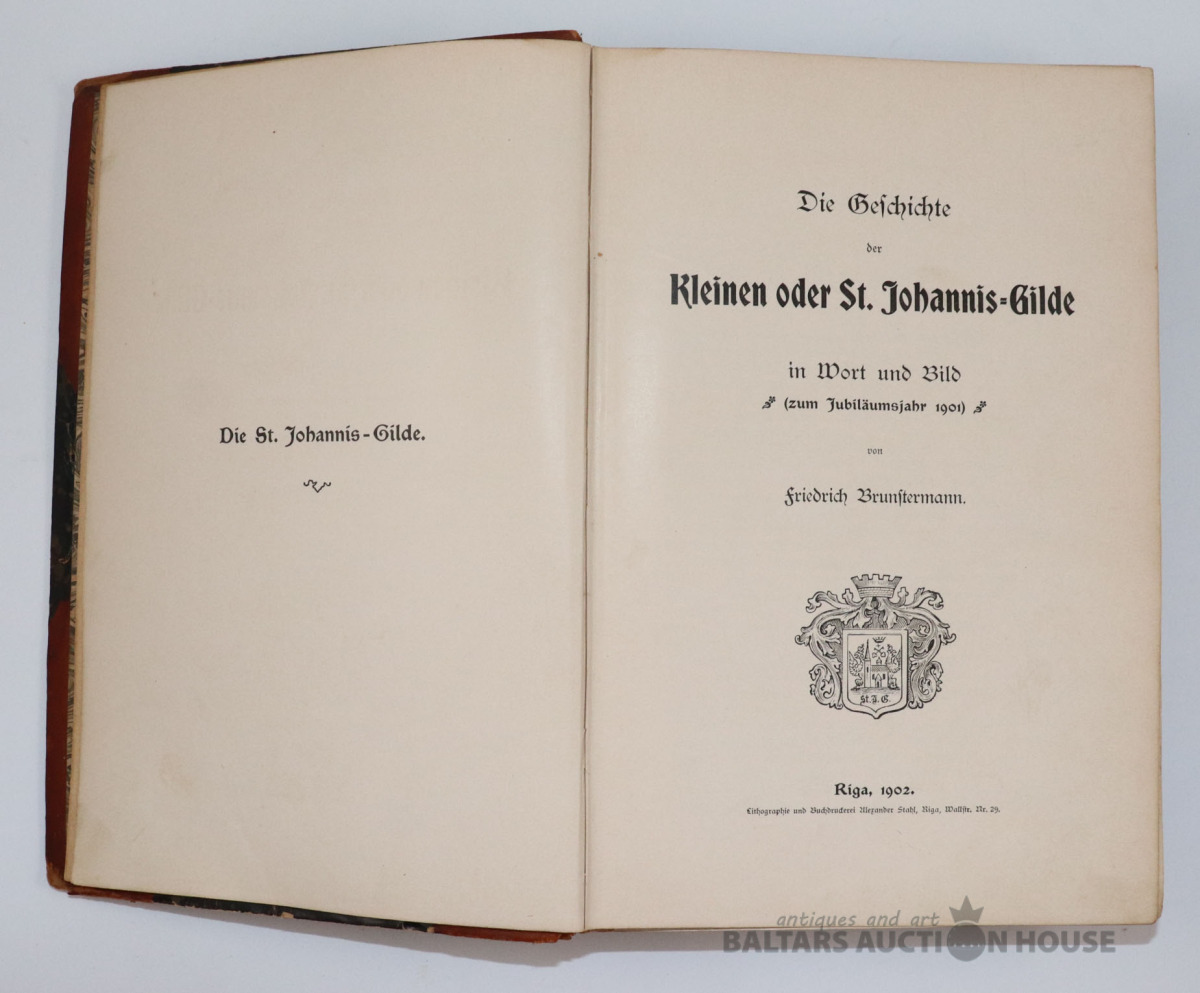 Die St. Johannis-Gilde.
Die Geschichte
der
Kleinen oder St. Johannis-Gilde
in Wort und Bild
(zum Jubiläumsjahr 1901)
von
Friedrich Brunstermann.
St. J. G.
Riga, 1902.
Lithographie und Buchdruckerei Alexander Stahl, Riga, Wallstr. Nr. 29.
antiques and art
BALTARS AUCTION HOUSE